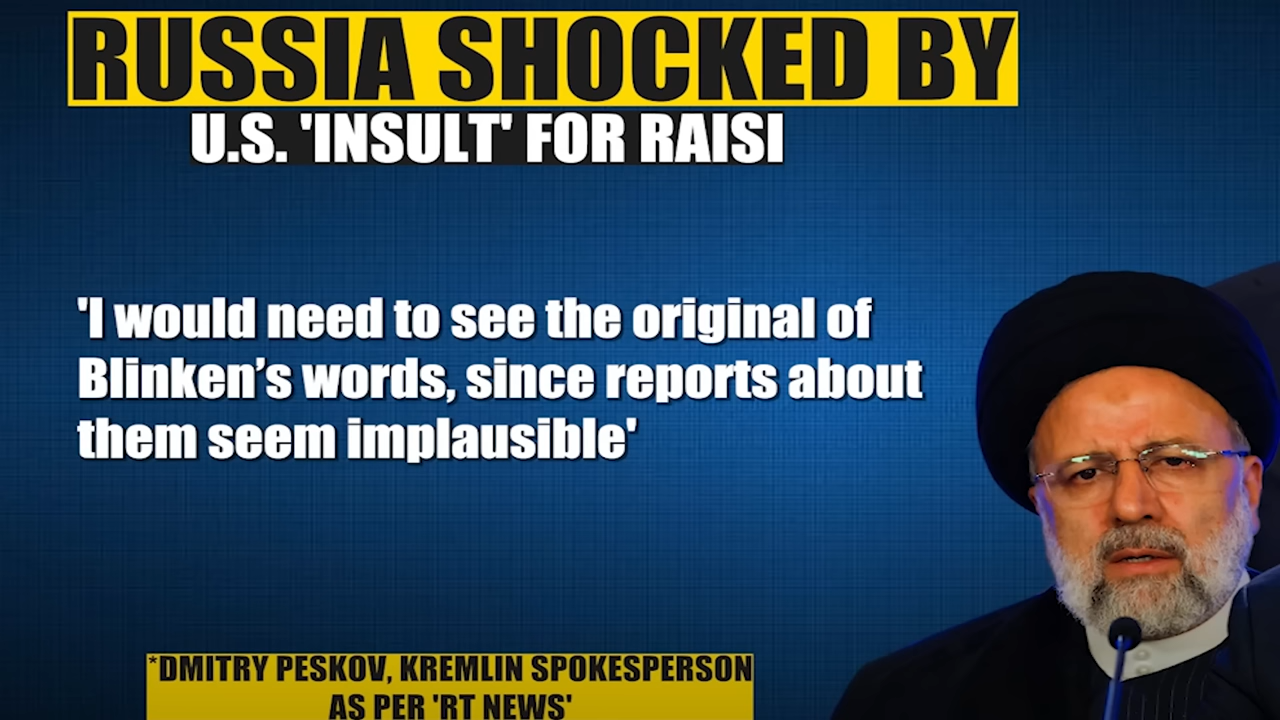 RUSSIA SHOCKED BY
U.S. 'INSULT' FOR RAISI
'I would need to see the original of
Blinken’s words, since reports about
them seem implausible'
*DMITRY PESKOV, KREMLIN SPOKESPERSON
AS PER 'RT NEWS'